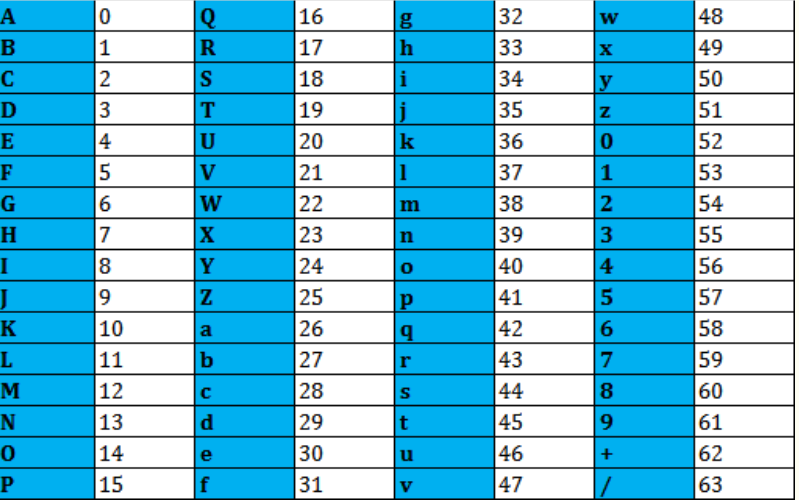 A 0 Q 16 g 32 w 48
B 1 R 17 h 33 x 49
C 2 S 18 i 34 y 50
D 3 T 19 j 35 z 51
E 4 U 20 k 36 0 52
F 5 V 21 l 37 1 53
G 6 W 22 m 38 2 54
H 7 X 23 n 39 3 55
I 8 Y 24 o 40 4 56
J 9 Z 25 p 41 5 57
K 10 a 26 q 42 6 58
L 11 b 27 r 43 7 59
M 12 c 28 s 44 8 60
N 13 d 29 t 45 9 61
O 14 e 30 u 46 + 62
P 15 f 31 v 47 / 63